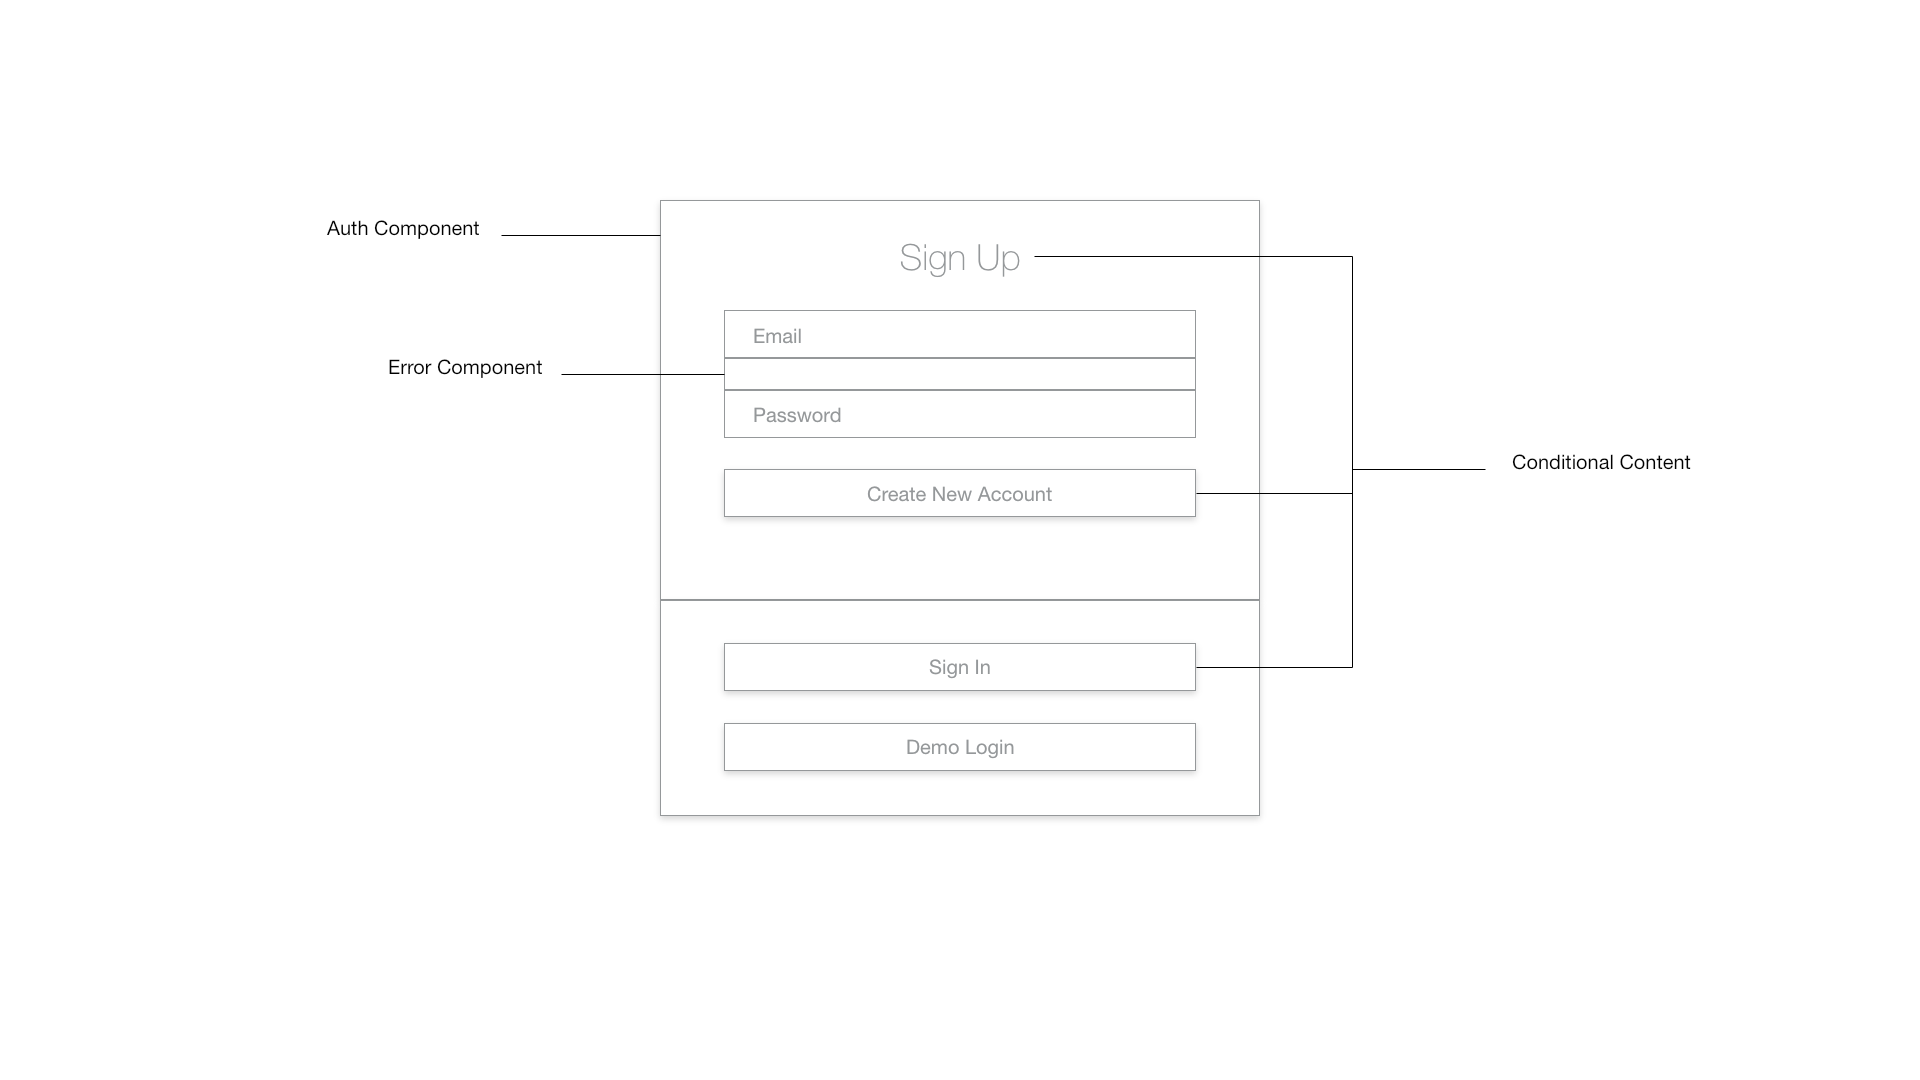 Auth Component
Sign Up
Email
Error Component
Password
Conditional Content
Create New Account
Sign In
Demo Login